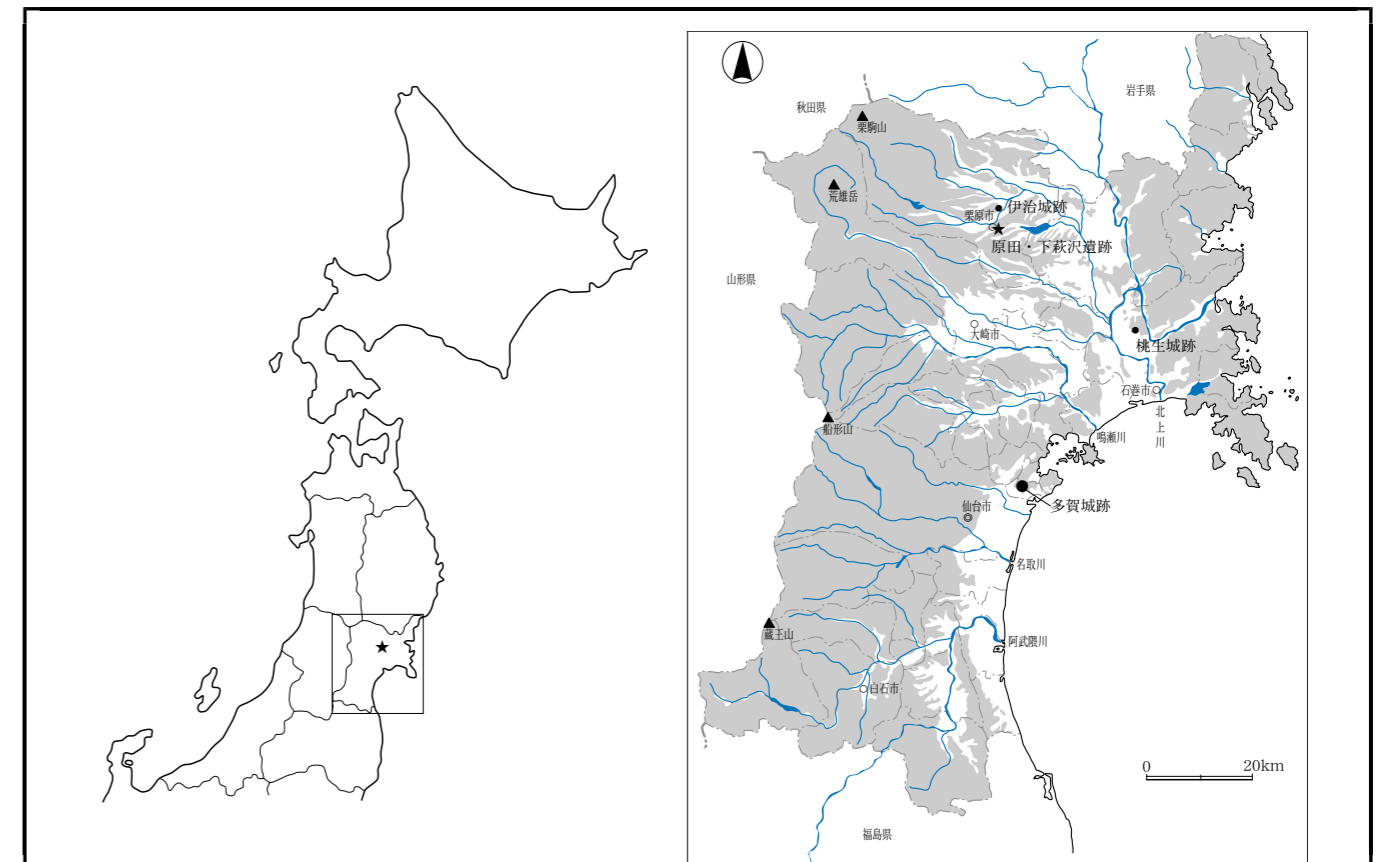 秋田県
岩手県
栗駒山
荒雄岳
栗原市
伊治城跡
原田・下萩沢遺跡
山形県
大崎市
桃生城跡
石巻市
北上川
船形山
鳴瀬川
仙台市
多賀城跡
名取川
蔵王山
阿武隈川
白石市
0 20km
福島県